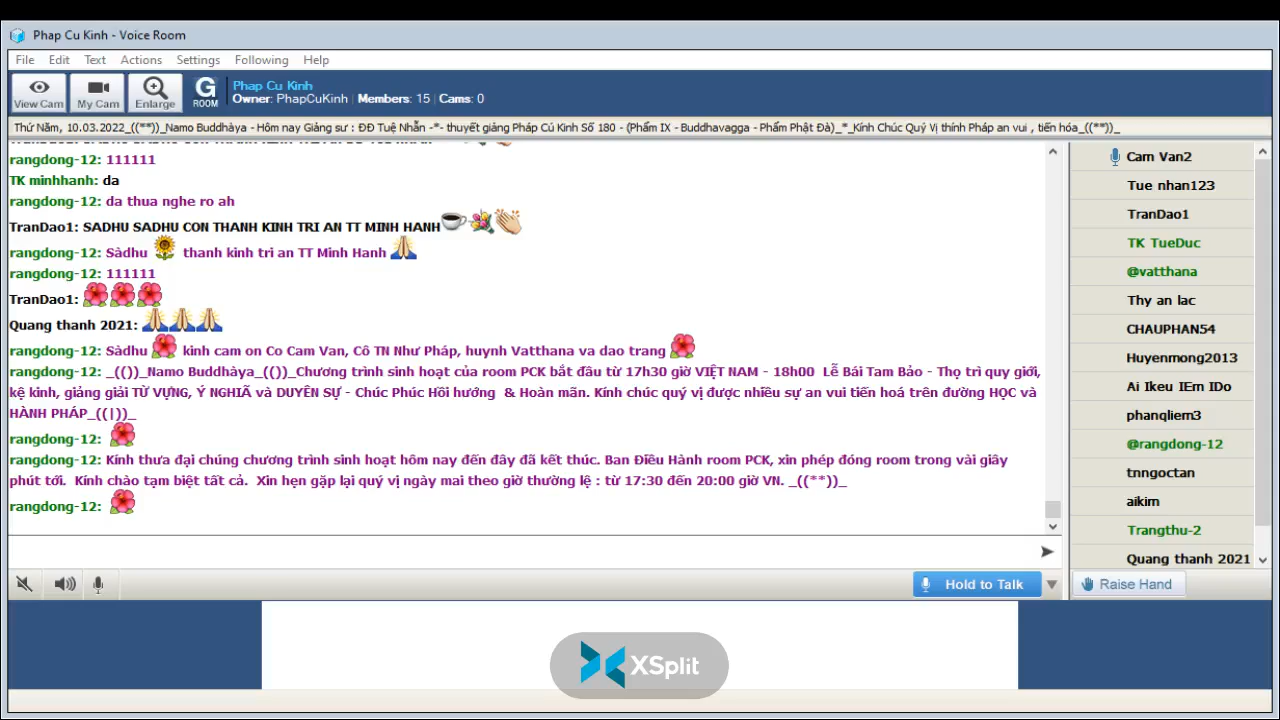 Phap Cu Kinh - Voice Room
File Edit Text Actions Settings Following Help
View Cam My Cam Enlarge G ROOM
Phap Cu Kinh
Owner: PhapCuKinh Members: 15 Cams: 0
Thứ Năm, 10.03.2022_((**))_Namo Buddhàya - Hôm nay Giảng sư : ĐĐ Tuệ Nhẫn -*- thuyết giảng Pháp Cú Kinh Số 180 - (Phẩm IX - Buddhavagga - Phẩm Phật Đà)_*_Kính Chúc Quý Vị thính Pháp an vui , tiến hóa_((**))_
rangdong-12: 111111
TK minhhanh: da
rangdong-12: da thua nghe ro ah
TranDao1: SADHU SADHU CON THANH KINH TRI AN TT MINH HANH
rangdong-12: Sàdhu thanh kinh tri an TT Minh Hanh
rangdong-12: 111111
TranDao1:
Quang thanh 2021:
rangdong-12: Sàdhu kinh cam on Co Cam Van, Cô TN Như Pháp, huynh Vatthana va dao trang
rangdong-12: _(())_Namo Buddhàya_(())_Chương trình sinh hoạt của room PCK bắt đầu từ 17h30 giờ VIỆT NAM - 18h00 Lễ Bái Tam Bảo - Thọ trì quy giới,
kệ kinh, giảng giải TỪ VỰNG, Ý NGHIÃ và DUYÊN SỰ - Chúc Phúc Hồi hướng & Hoàn mãn. Kính chúc quý vị được nhiều sự an vui tiến hoá trên đường HỌC và
HÀNH PHÁP_((|))_
rangdong-12:
rangdong-12: Kính thưa đại chúng chương trình sinh hoạt hôm nay đến đây đã kết thúc. Ban Điều Hành room PCK, xin phép đóng room trong vài giây
phút tới. Kính chào tạm biệt tất cả. Xin hẹn gặp lại quý vị ngày mai theo giờ thường lệ : từ 17:30 đến 20:00 giờ VN. _((**))_
rangdong-12:
Cam Van2
Tue nhan123
TranDao1
TK TueDuc
@vatthana
Thy an lac
CHAUPHAN54
Huyenmong2013
Ai Ikeu IErn IDo
phanqliem3
@rangdong-12
tnngoctan
aikim
Trangthu-2
Quang thanh 2021
Hold to Talk
Raise Hand
XSplit